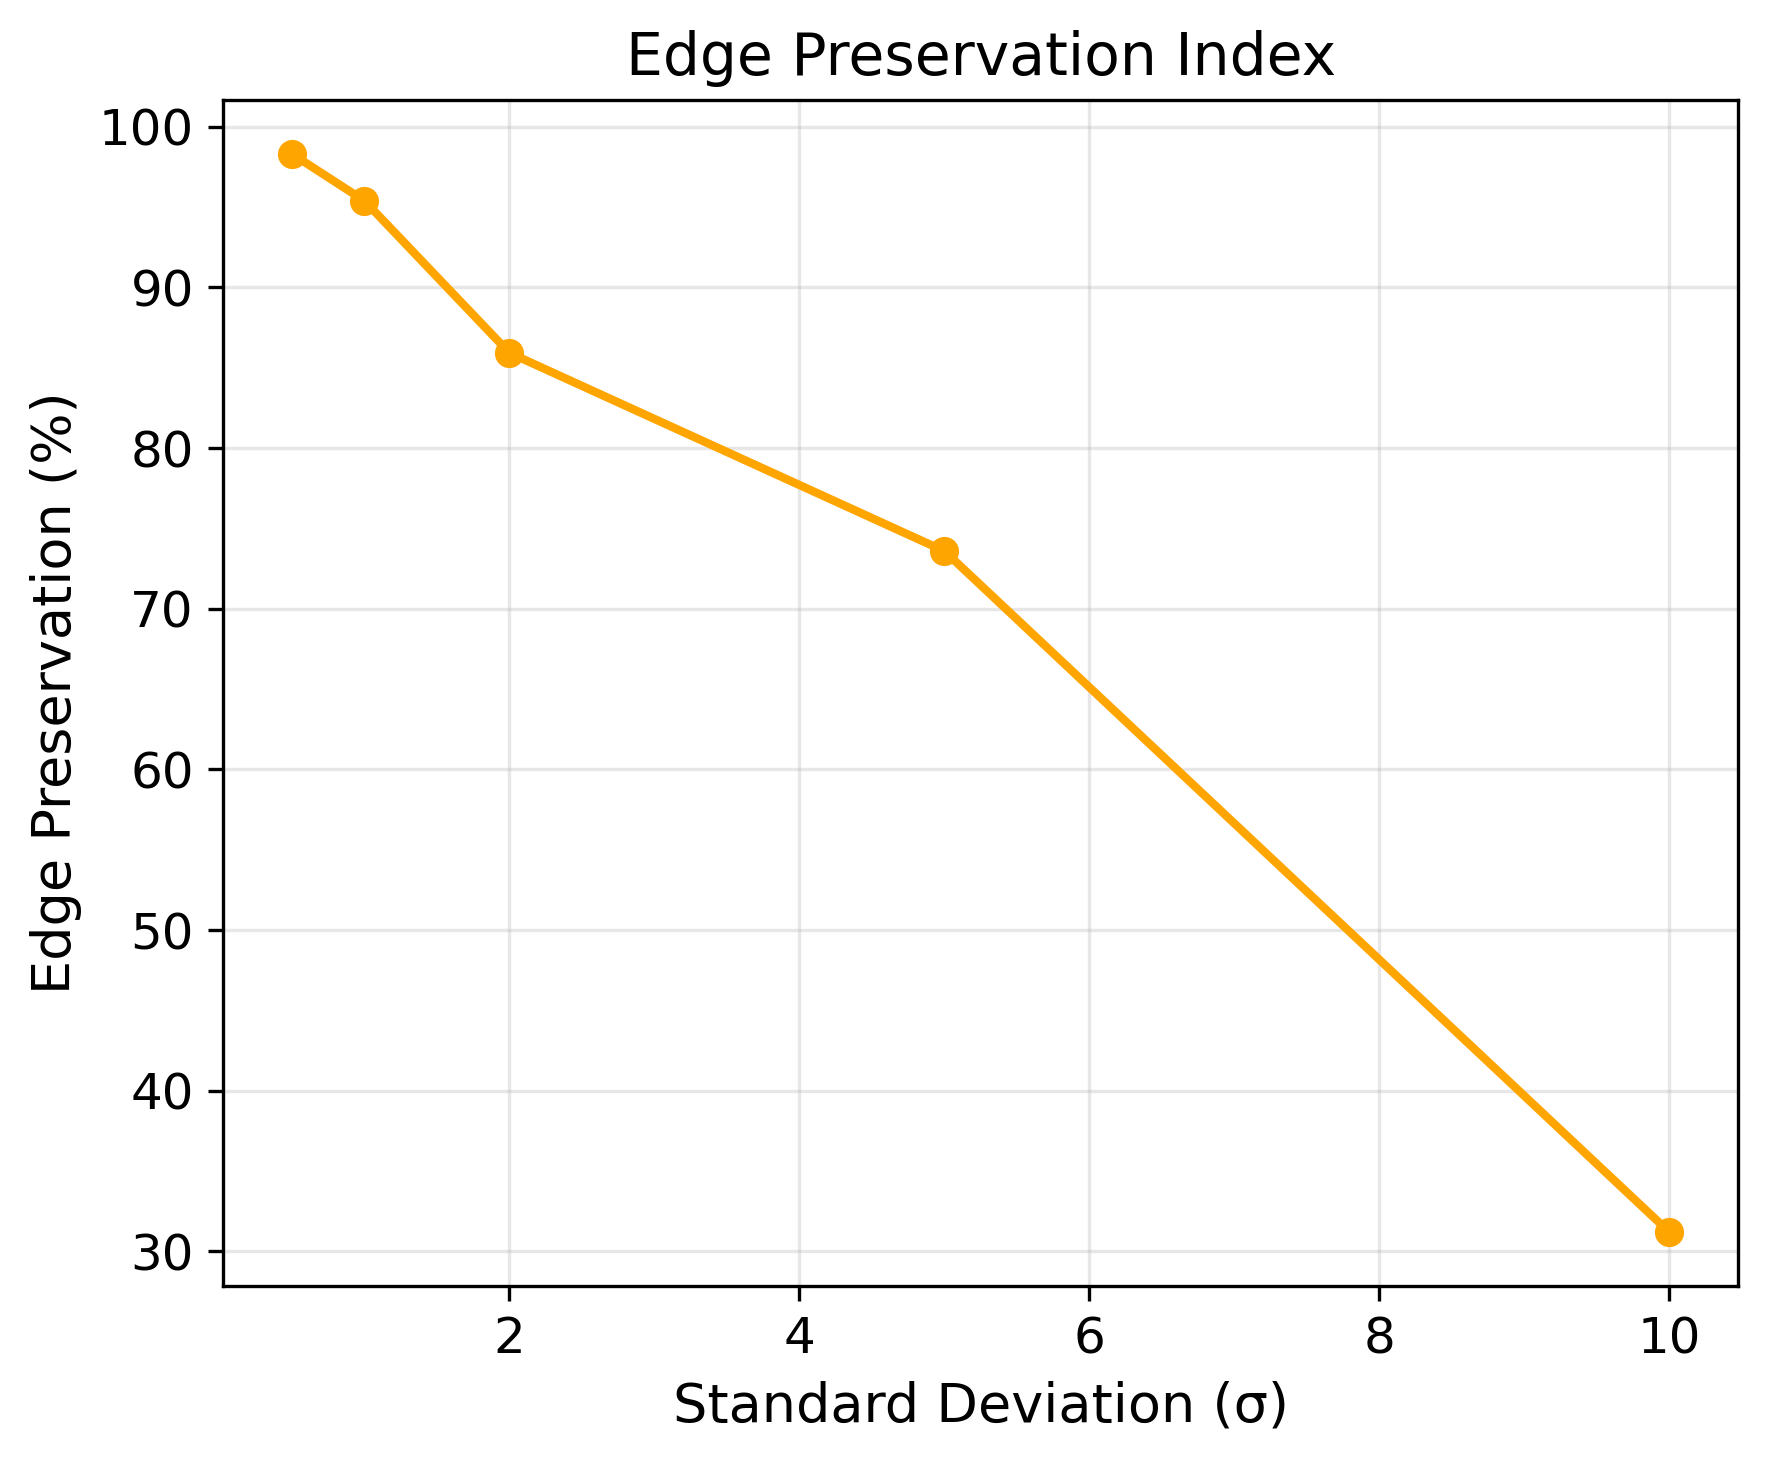 Edge Preservation Index
Edge Preservation (%)
100
90
80
70
60
50
40
30
2 4 6 8 10
Standard Deviation (σ)